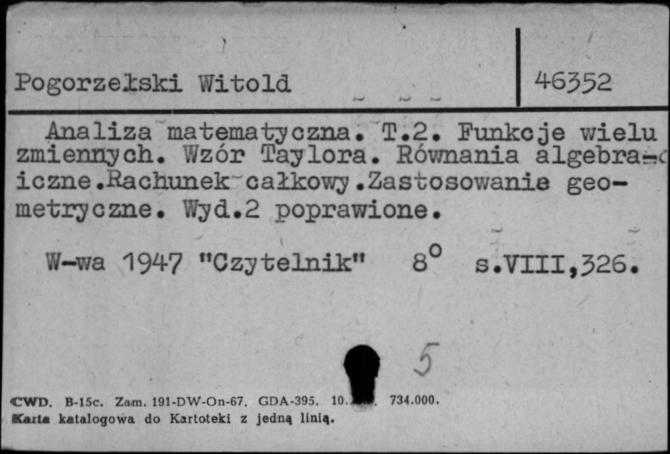 Pogorzelski Witold 46352
Analiza matematyczna. T.2. Funkcje wielu
zmiennych. Wzór Taylora. Równania algebra-
iczne.Rachunek całkowy.Zastosowanie geo-
metryczne. Wyd.2 poprawione.
W-wa 1947 "Czytelnik" 8° s.VIII,326.
5
CWD. B-15c. Zam. 191-DW-On-67. GDA-395. 10. 734.000.
Karta katalogowa do Kartoteki z jedną linią.